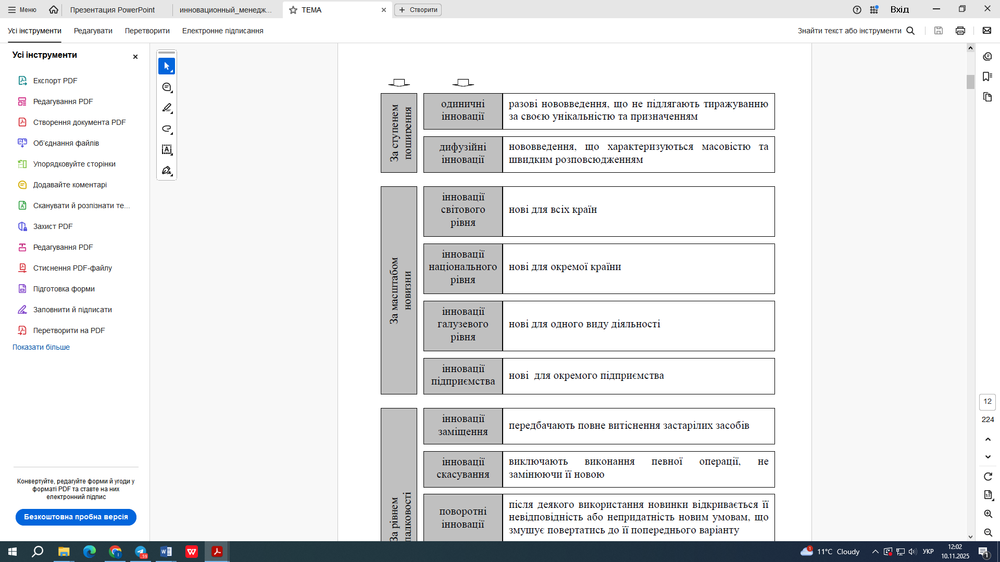 Меню
Презентация PowerPoint
инновационный_менедж...
ТЕМА
Створити
Вхід
Усі інструменти
Редагувати
Перетворити
Електронне підписання
Знайти текст або інструменти
Усі інструменти
Експорт PDF
Редагування PDF
Створення документа PDF
Об'єднання файлів
Упорядковуйте сторінки
Додавайте коментарі
Сканувати й розпізнати те...
Захист PDF
Редагування PDF
Стиснення PDF-файлу
Підготовка форми
Заповнити й підписати
Перетворити на PDF
Показати більше
Конвертуйте, редагуйте форми й угоди у
форматі PDF та ставте на них
електронний підпис
Безкоштовна пробна версія
За ступенем
поширення
одиничні
інновації
разові нововведення, що не підлягають тиражуванню
за своєю унікальністю та призначенням
дифузійні
інновації
нововведення, що характеризуються масовістю та
швидким розповсюдженням
За масштабом
новизни
інновації
світового
рівня
нові для всіх країн
інновації
національного
рівня
нові для окремої країни
інновації
галузевого
рівня
нові для одного виду діяльності
інновації
підприємства
нові для окремого підприємства
За рівнем
інновації
заміщення
передбачають повне витіснення застарілих засобів
інновації
скасування
виключають виконання певної операції, не
замінюючи її новою
поворотні
інновації
після деякого використання новинки відкривається її
невідповідність або непридатність новим умовам, що
змушує повертатись до її попереднього варіанту
12
224
11°C Cloudy
УКР
12:02
10.11.2025